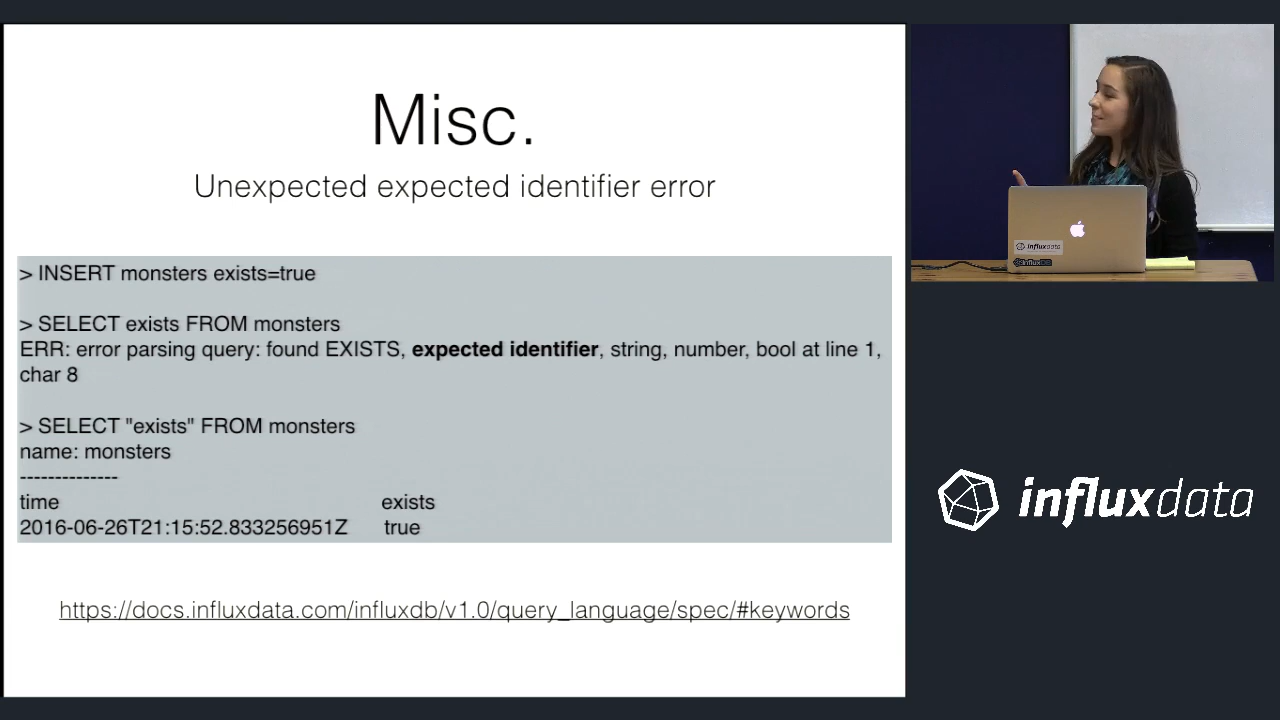 Misc.
Unexpected expected identifier error
> INSERT monsters exists=true
> SELECT exists FROM monsters
ERR: error parsing query: found EXISTS, expected identifier, string, number, bool at line 1,
char 8
> SELECT "exists" FROM monsters
name: monsters
--------------
time exists
2016-06-26T21:15:52.833256951Z true
https://docs.influxdata.com/influxdb/v1.0/query_language/spec/#keywords
influxdata
influxDB
influxdata